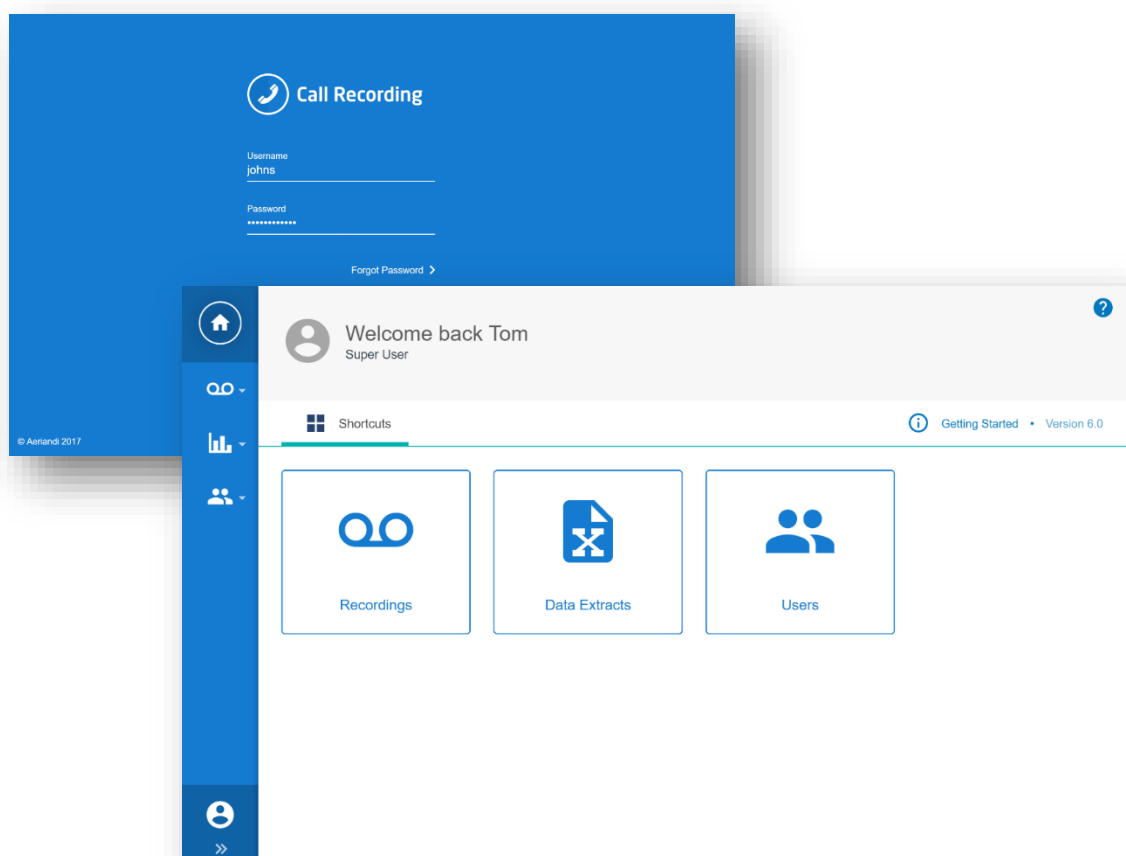 Call Recording
Username
johns
Password
••••••••••••
Forgot Password
© Aeriandi 2017
Welcome back Tom
Super User
Shortcuts
Getting Started • Version 6.0
Recordings
Data Extracts
Users